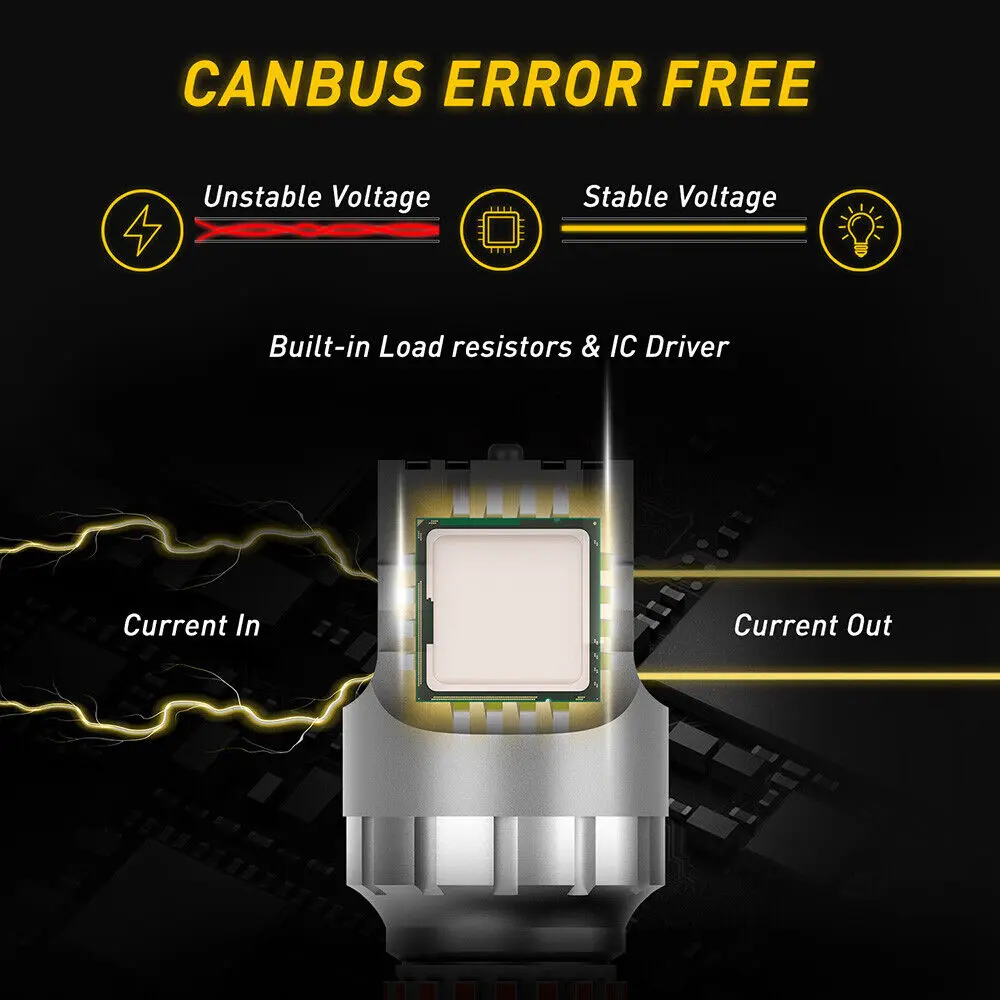 CANBUS ERROR FREE
Unstable Voltage
Stable Voltage
Built-in Load resistors & IC Driver
Current In
Current Out